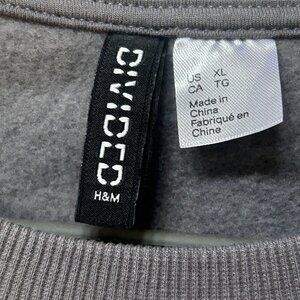 DIVIDED
H&M
US XL
CA TG
Made in
China
Fabriqué en
Chine